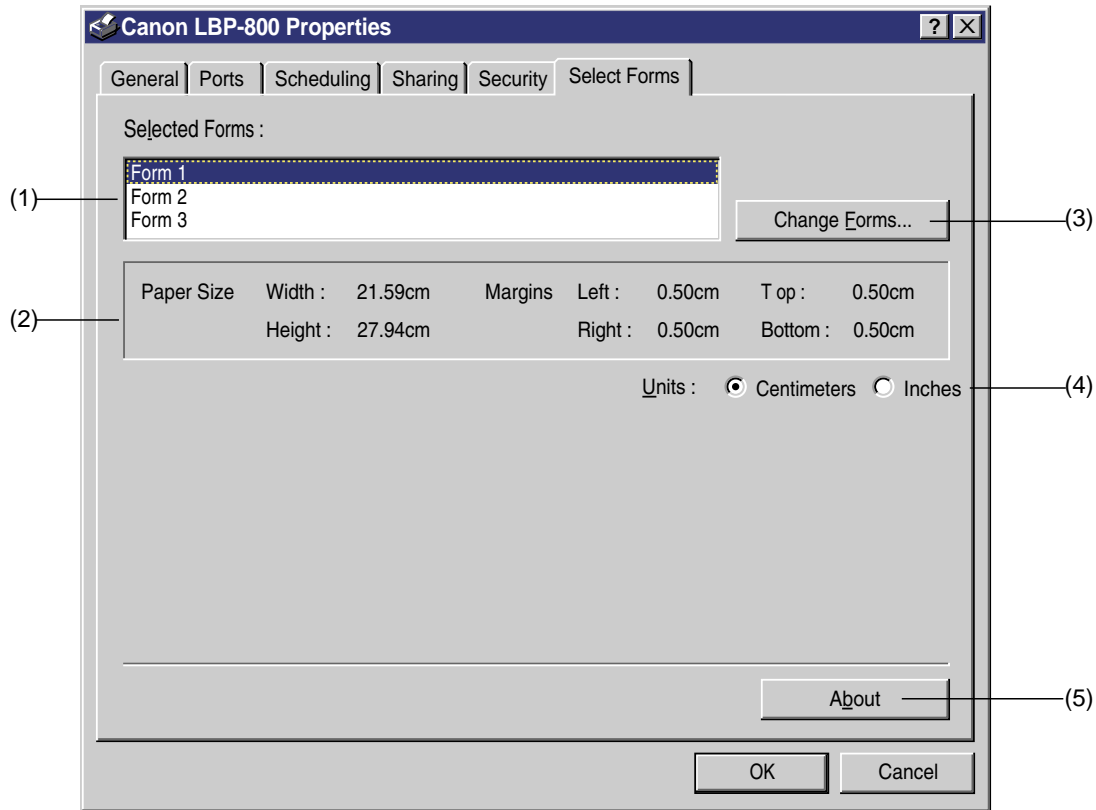 Canon LBP-800 Properties
General Ports Scheduling Sharing Security Select Forms
Selected Forms :
Form 1
(1)
Form 2
Form 3
Change Forms... (3)
Paper Size Width : 21.59cm Margins Left : 0.50cm T op : 0.50cm
(2)
Height : 27.94cm Right : 0.50cm Bottom : 0.50cm
Units : Centimeters Inches (4)
About (5)
OK Cancel